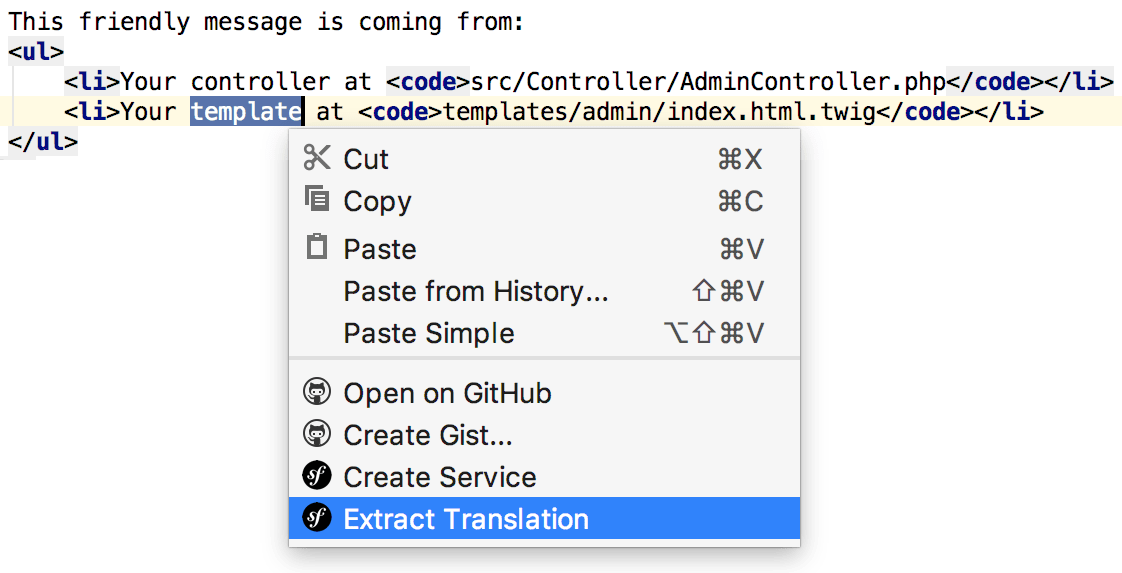 This friendly message is coming from:
<ul>
<li>Your controller at <code>src/Controller/AdminController.php</code></li>
<li>Your template at <code>templates/admin/index.html.twig</code></li>
</ul>
Cut ⌘X
Copy ⌘C
Paste ⌘V
Paste from History... ⇧⌘V
Paste Simple ⌥⇧⌘V
Open on GitHub
Create Gist...
sf Create Service
sf Extract Translation